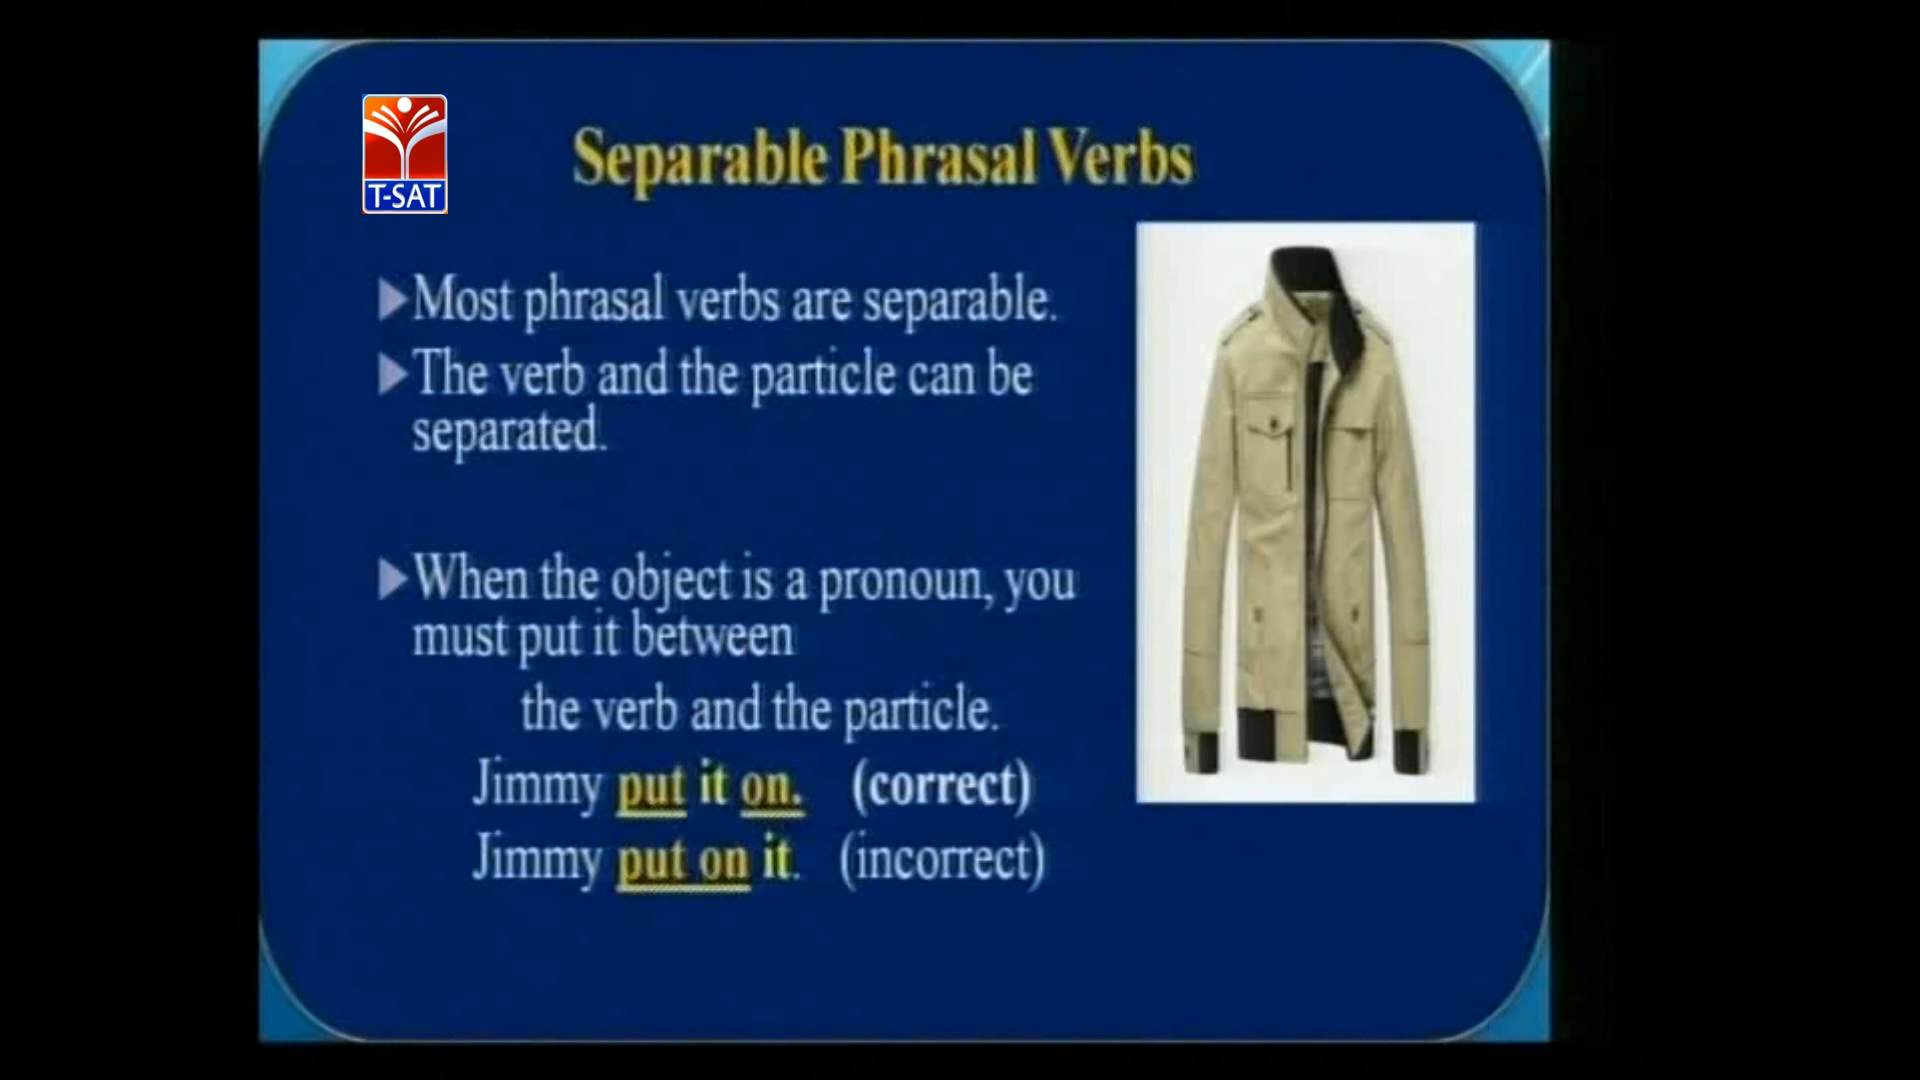 T-SAT
Separable Phrasal Verbs
Most phrasal verbs are separable.
The verb and the particle can be
separated.
When the object is a pronoun, you
must put it between
the verb and the particle.
Jimmy put it on. (correct)
Jimmy put on it. (incorrect)